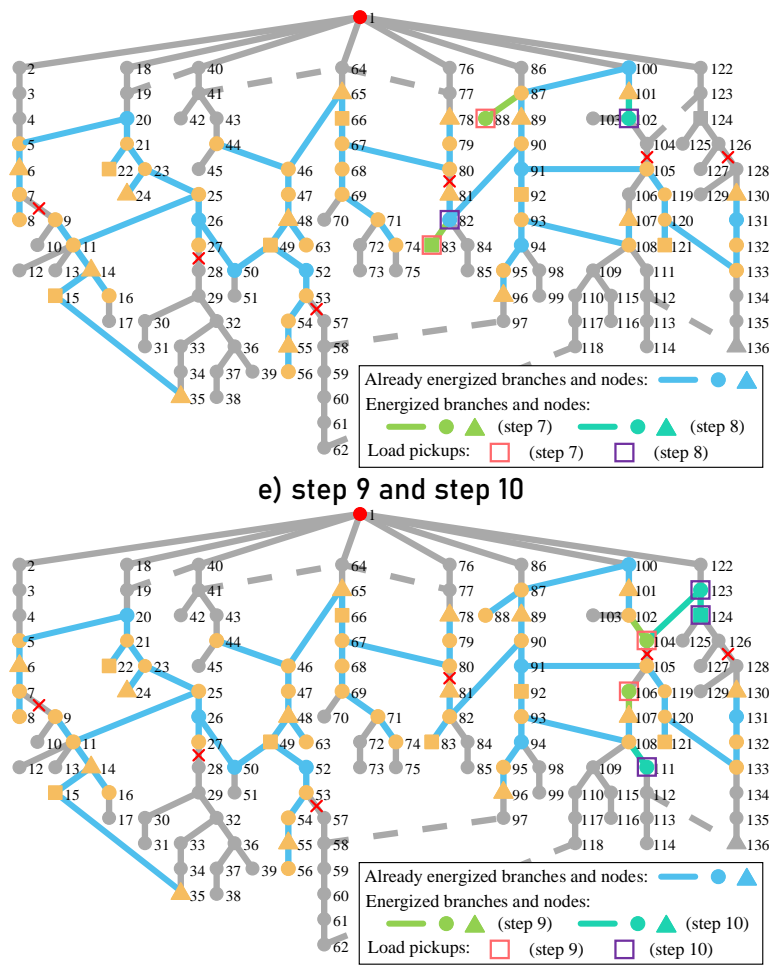 1
2 18 40 64 76 86 100 122
3 19 41 65 77 87 101 123
4 20 42 43 66 78 88 89 103 102 124
5 21 44 67 79 90 104 125 126
6 22 23 45 46 68 80 91 105 127 128
7 24 25 47 69 81 92 106 119 129 130
8 9 26 48 70 71 82 93 107 120 131
10 11 27 49 63 72 74 83 84 94 108 121 132
12 13 14 28 50 52 73 75 85 95 98 109 111 133
15 16 29 51 53 96 99 110 115 112 134
17 30 32 54 57 97 117 116 113 135
31 33 36 55 58 118 114 136
34 37 39 56 59
35 38 60
61
62
Already energized branches and nodes:
Energized branches and nodes:
(step 7) (step 8)
Load pickups: (step 7) (step 8)
e) step 9 and step 10
1
2 18 40 64 76 86 100 122
3 19 41 65 77 87 101 123
4 20 42 43 66 78 88 89 103 102 124
5 21 44 67 79 90 104 125 126
6 22 23 45 46 68 80 91 105 127 128
7 24 25 47 69 81 92 106 119 129 130
8 9 26 48 70 71 82 93 107 120 131
10 11 27 49 63 72 74 83 84 94 108 121 132
12 13 14 28 50 52 73 75 85 95 98 109 111 133
15 16 29 51 53 96 99 110 115 112 134
17 30 32 54 57 97 117 116 113 135
31 33 36 55 58 118 114 136
34 37 39 56 59
35 38 60
61
62
Already energized branches and nodes:
Energized branches and nodes:
(step 9) (step 10)
Load pickups: (step 9) (step 10)